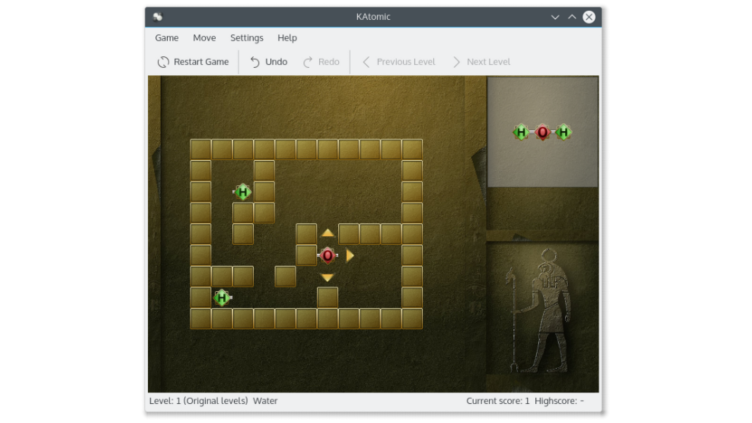 KAtomic
Game Move Settings Help
Restart Game Undo Redo Previous Level Next Level
H O H
H
O
H
Level: 1 (Original levels) Water Current score: 1 Highscore: -